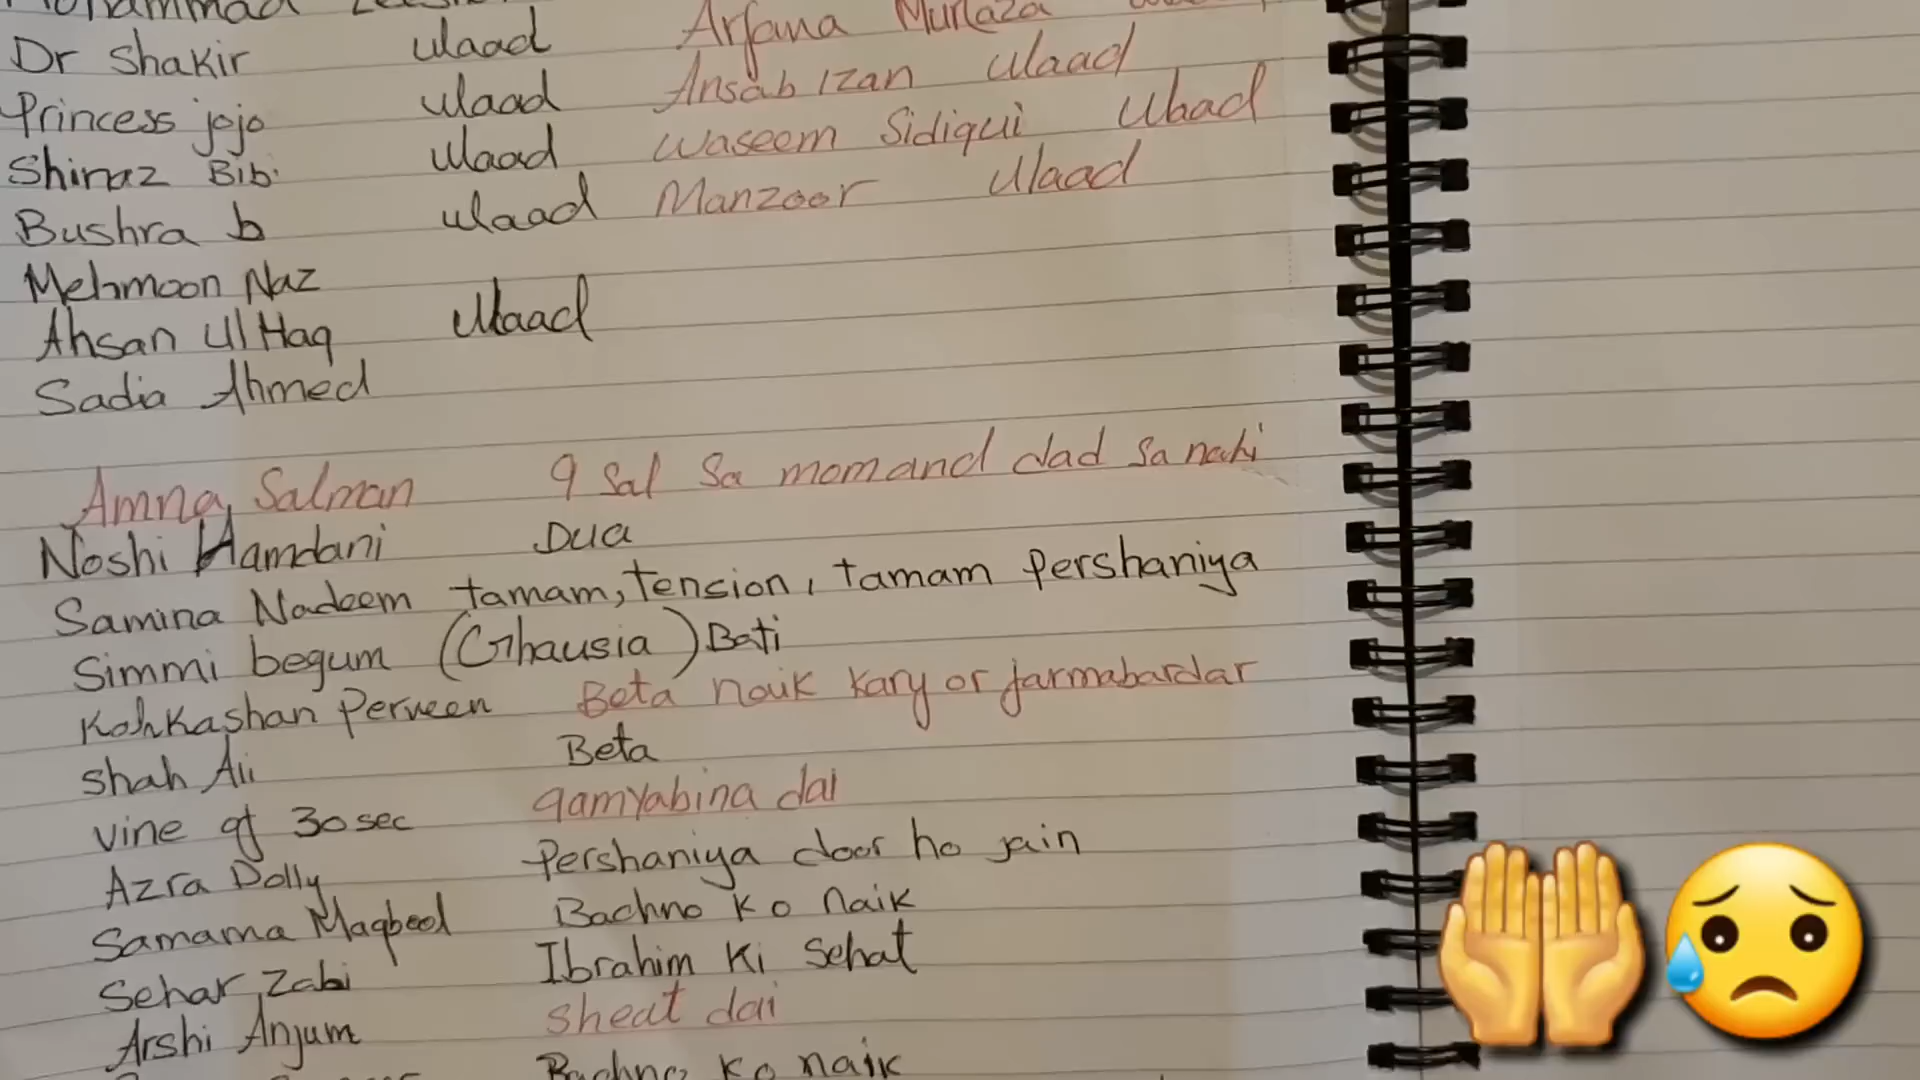 Dr Shakir ulaad Arfana Murtaza
Princess jojo ulaad Ansab Izan ulaad
Shiraz Bibi ulaad Waseem Sidiqui ulaad
Bushra b ulaad Manzoor ulaad
Mehmoon Naz
Ahsan Ul Haq ulaad
Sadia Ahmed
Amna Salman 9 Sal Sa mom and dad Sa nahi
Noshi Hamdani Dua
Samina Nadeem tamam, tension, tamam pershaniya
Simmi begum (Ghausia) Beti
Kohkashan Perveen Beta naik kary or farmabardar
Shah Ali Beta
Vine of 30 sec qamyabina dai
Azra Dolly Pershaniya door ho jain
Samama Maqbool Bachno Ko naik
Sehar Zabi Ibrahim Ki Sehat
Arshi Anjum sheat dai
Bachno Ko naik